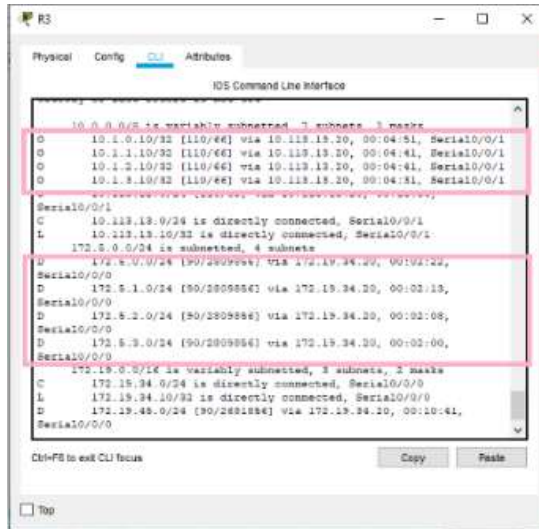 R3
Physical Config CLI Attributes
IOS Command Line Interface
10.0.0.0/8 is variably subnetted, 7 subnets, 3 masks
O 10.1.0.10/32 [110/66] via 10.113.13.20, 00:04:51, Serial0/0/1
O 10.1.1.10/32 [110/66] via 10.113.13.20, 00:04:41, Serial0/0/1
O 10.1.2.10/32 [110/66] via 10.113.13.20, 00:04:41, Serial0/0/1
O 10.1.3.10/32 [110/66] via 10.113.13.20, 00:04:31, Serial0/0/1
Serial0/0/1
C 10.113.13.0/24 is directly connected, Serial0/0/1
L 10.113.13.10/32 is directly connected, Serial0/0/1
172.5.0.0/24 is subnetted, 4 subnets
D 172.5.0.0/24 [90/2809856] via 172.19.34.20, 00:02:22,
Serial0/0/0
D 172.5.1.0/24 [90/2809856] via 172.19.34.20, 00:02:13,
Serial0/0/0
D 172.5.2.0/24 [90/2809856] via 172.19.34.20, 00:02:08,
Serial0/0/0
D 172.5.3.0/24 [90/2809856] via 172.19.34.20, 00:02:00,
Serial0/0/0
172.19.0.0/16 is variably subnetted, 3 subnets, 2 masks
C 172.19.34.0/24 is directly connected, Serial0/0/0
L 172.19.34.10/32 is directly connected, Serial0/0/0
D 172.19.45.0/24 [90/2681856] via 172.19.34.20, 00:10:41,
Serial0/0/0
Ctrl+F6 to exit CLI focus
Copy Paste
Top